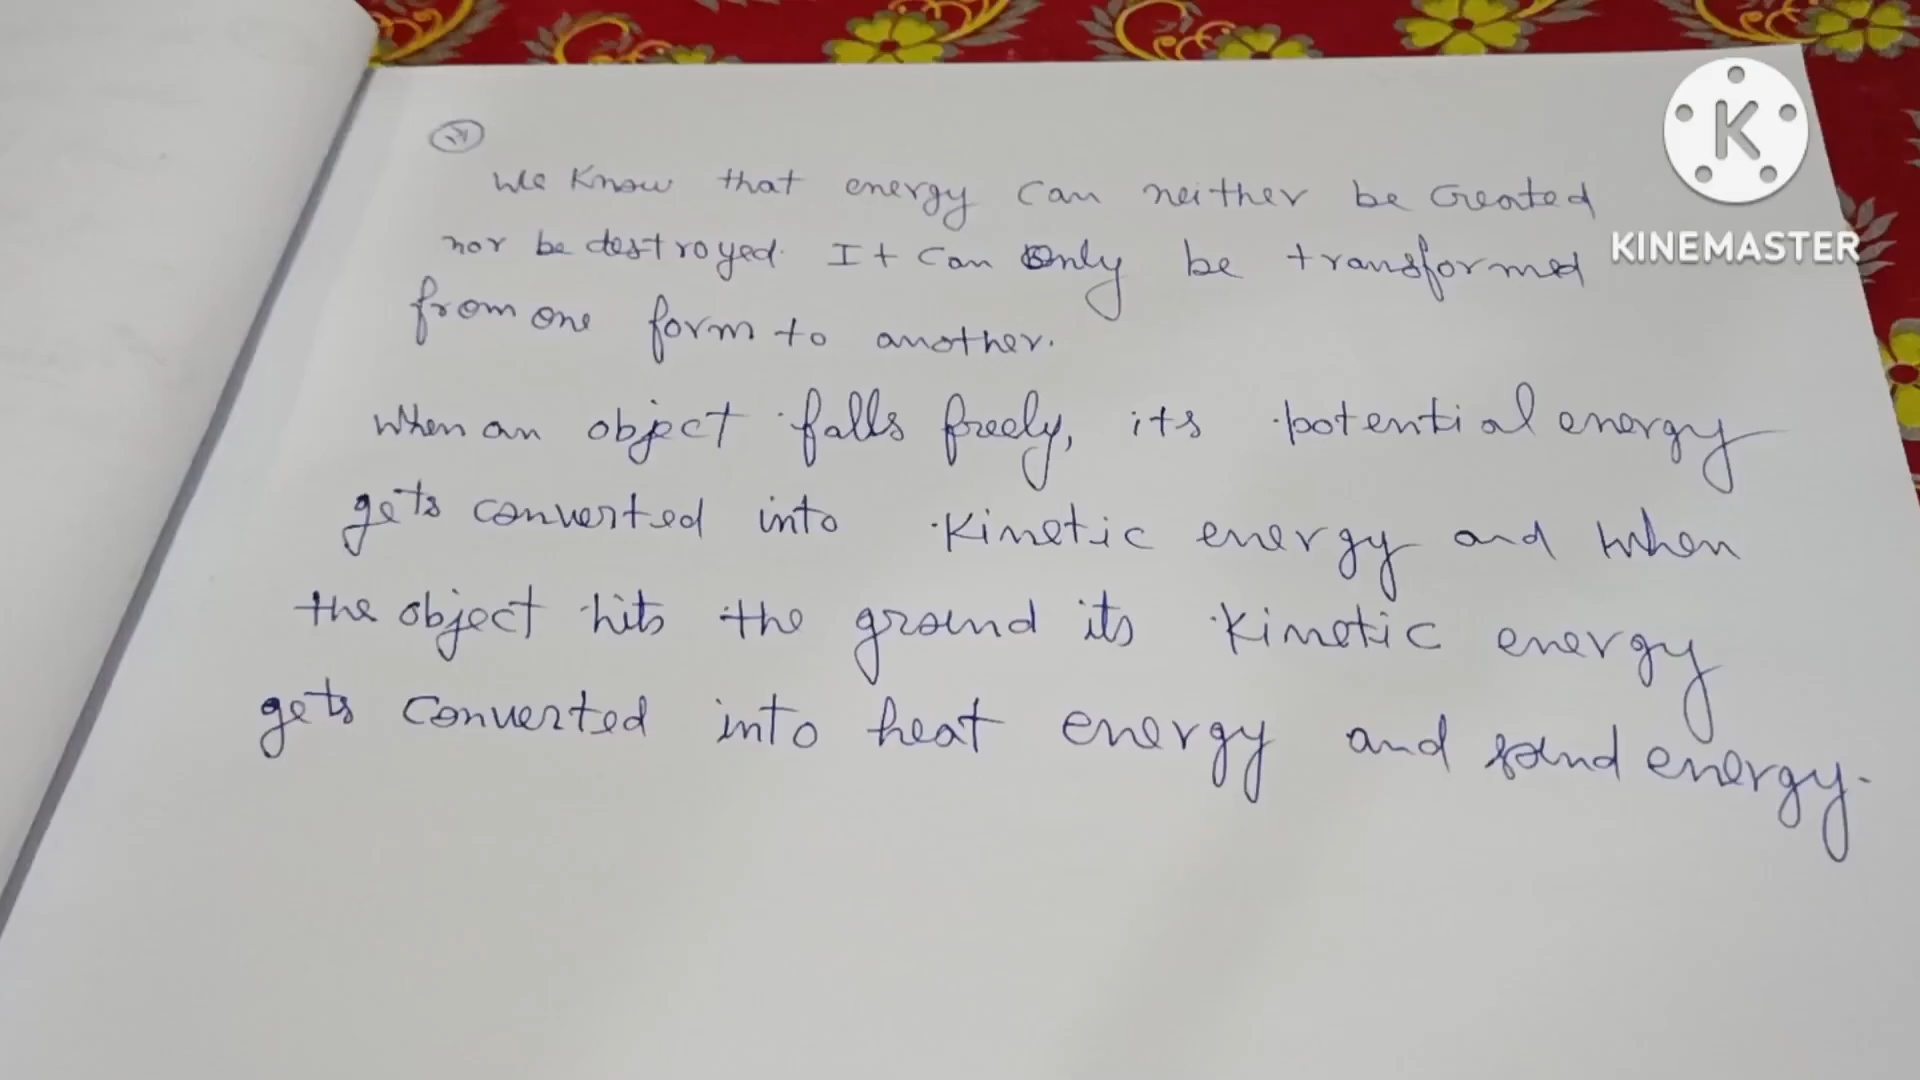 We know that energy can neither be created
nor be destroyed. It can only be transformed
from one form to another.
When an object falls freely, its potential energy
gets converted into kinetic energy and when
the object hits the ground its kinetic energy
gets converted into heat energy and sound energy.
K
KINEMASTER